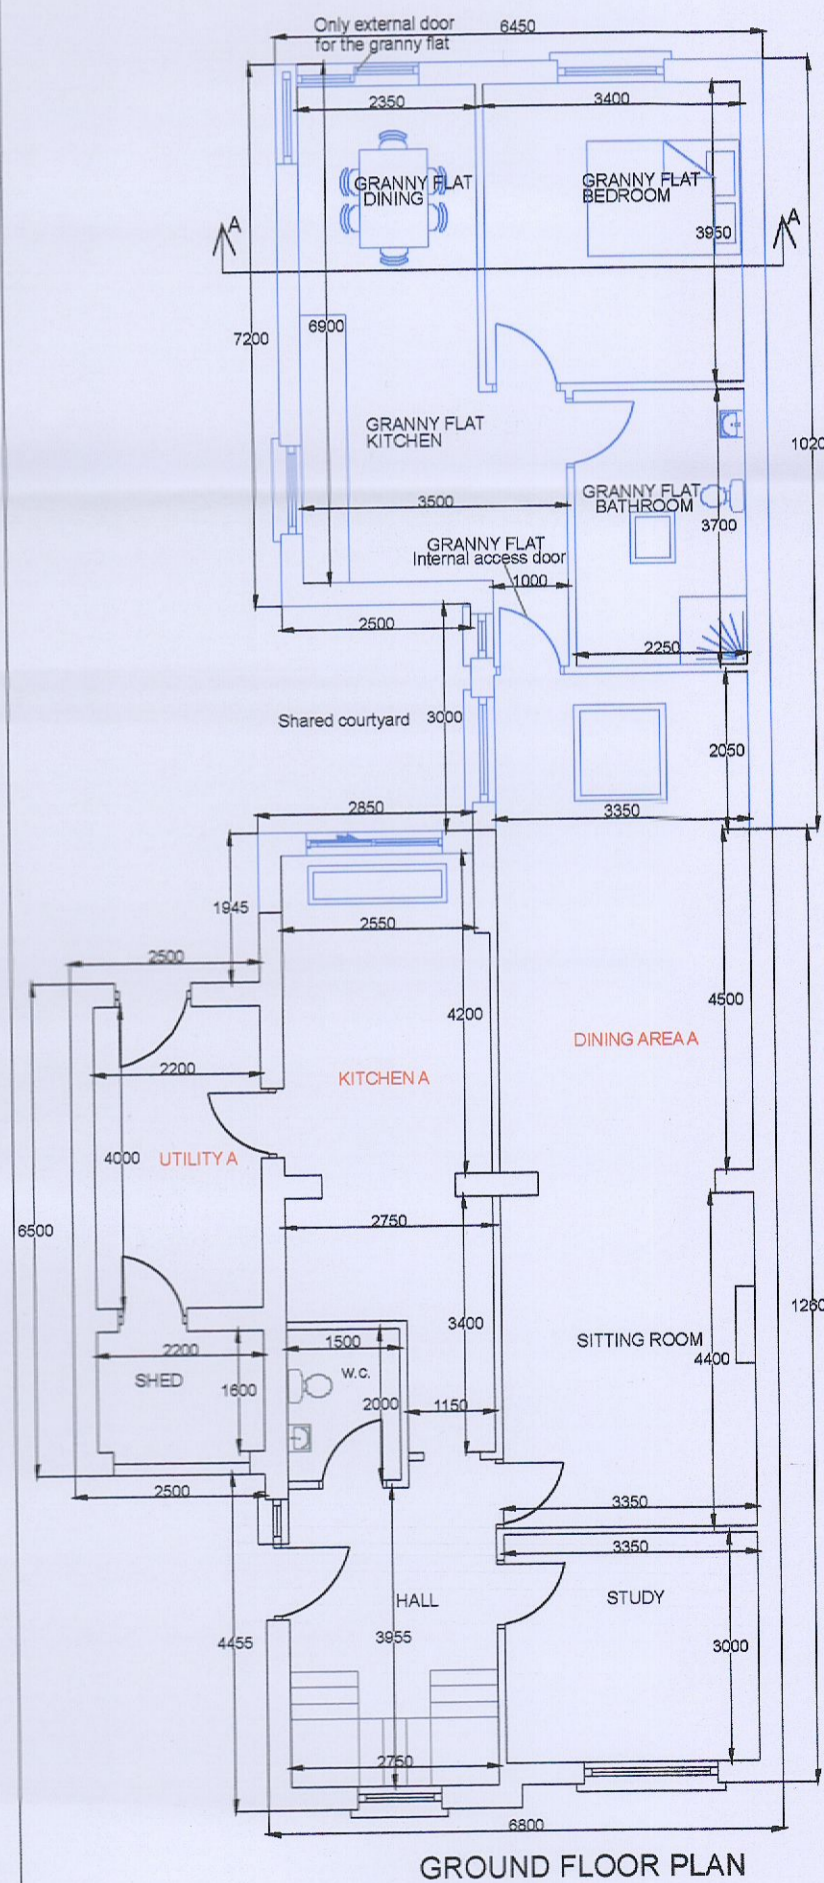 Only external door
for the granny flat
6450
2350
3400
GRANNY FLAT
DINING
GRANNY FLAT
BEDROOM
3950
A
A
7200
6900
GRANNY FLAT
KITCHEN
1020
3500
GRANNY FLAT
BATHROOM
3700
GRANNY FLAT
Internal access door
1000
2500
2250
Shared courtyard
3000
2050
2850
3350
1945
2550
2500
4200
4500
DINING AREA A
2200
KITCHEN A
4000
UTILITY A
6500
2750
1260
3400
SITTING ROOM
4400
2200
SHED
1600
1500
W.C.
2000
1150
2500
3350
3350
HALL
STUDY
3955
4455
3000
2750
6800
GROUND FLOOR PLAN